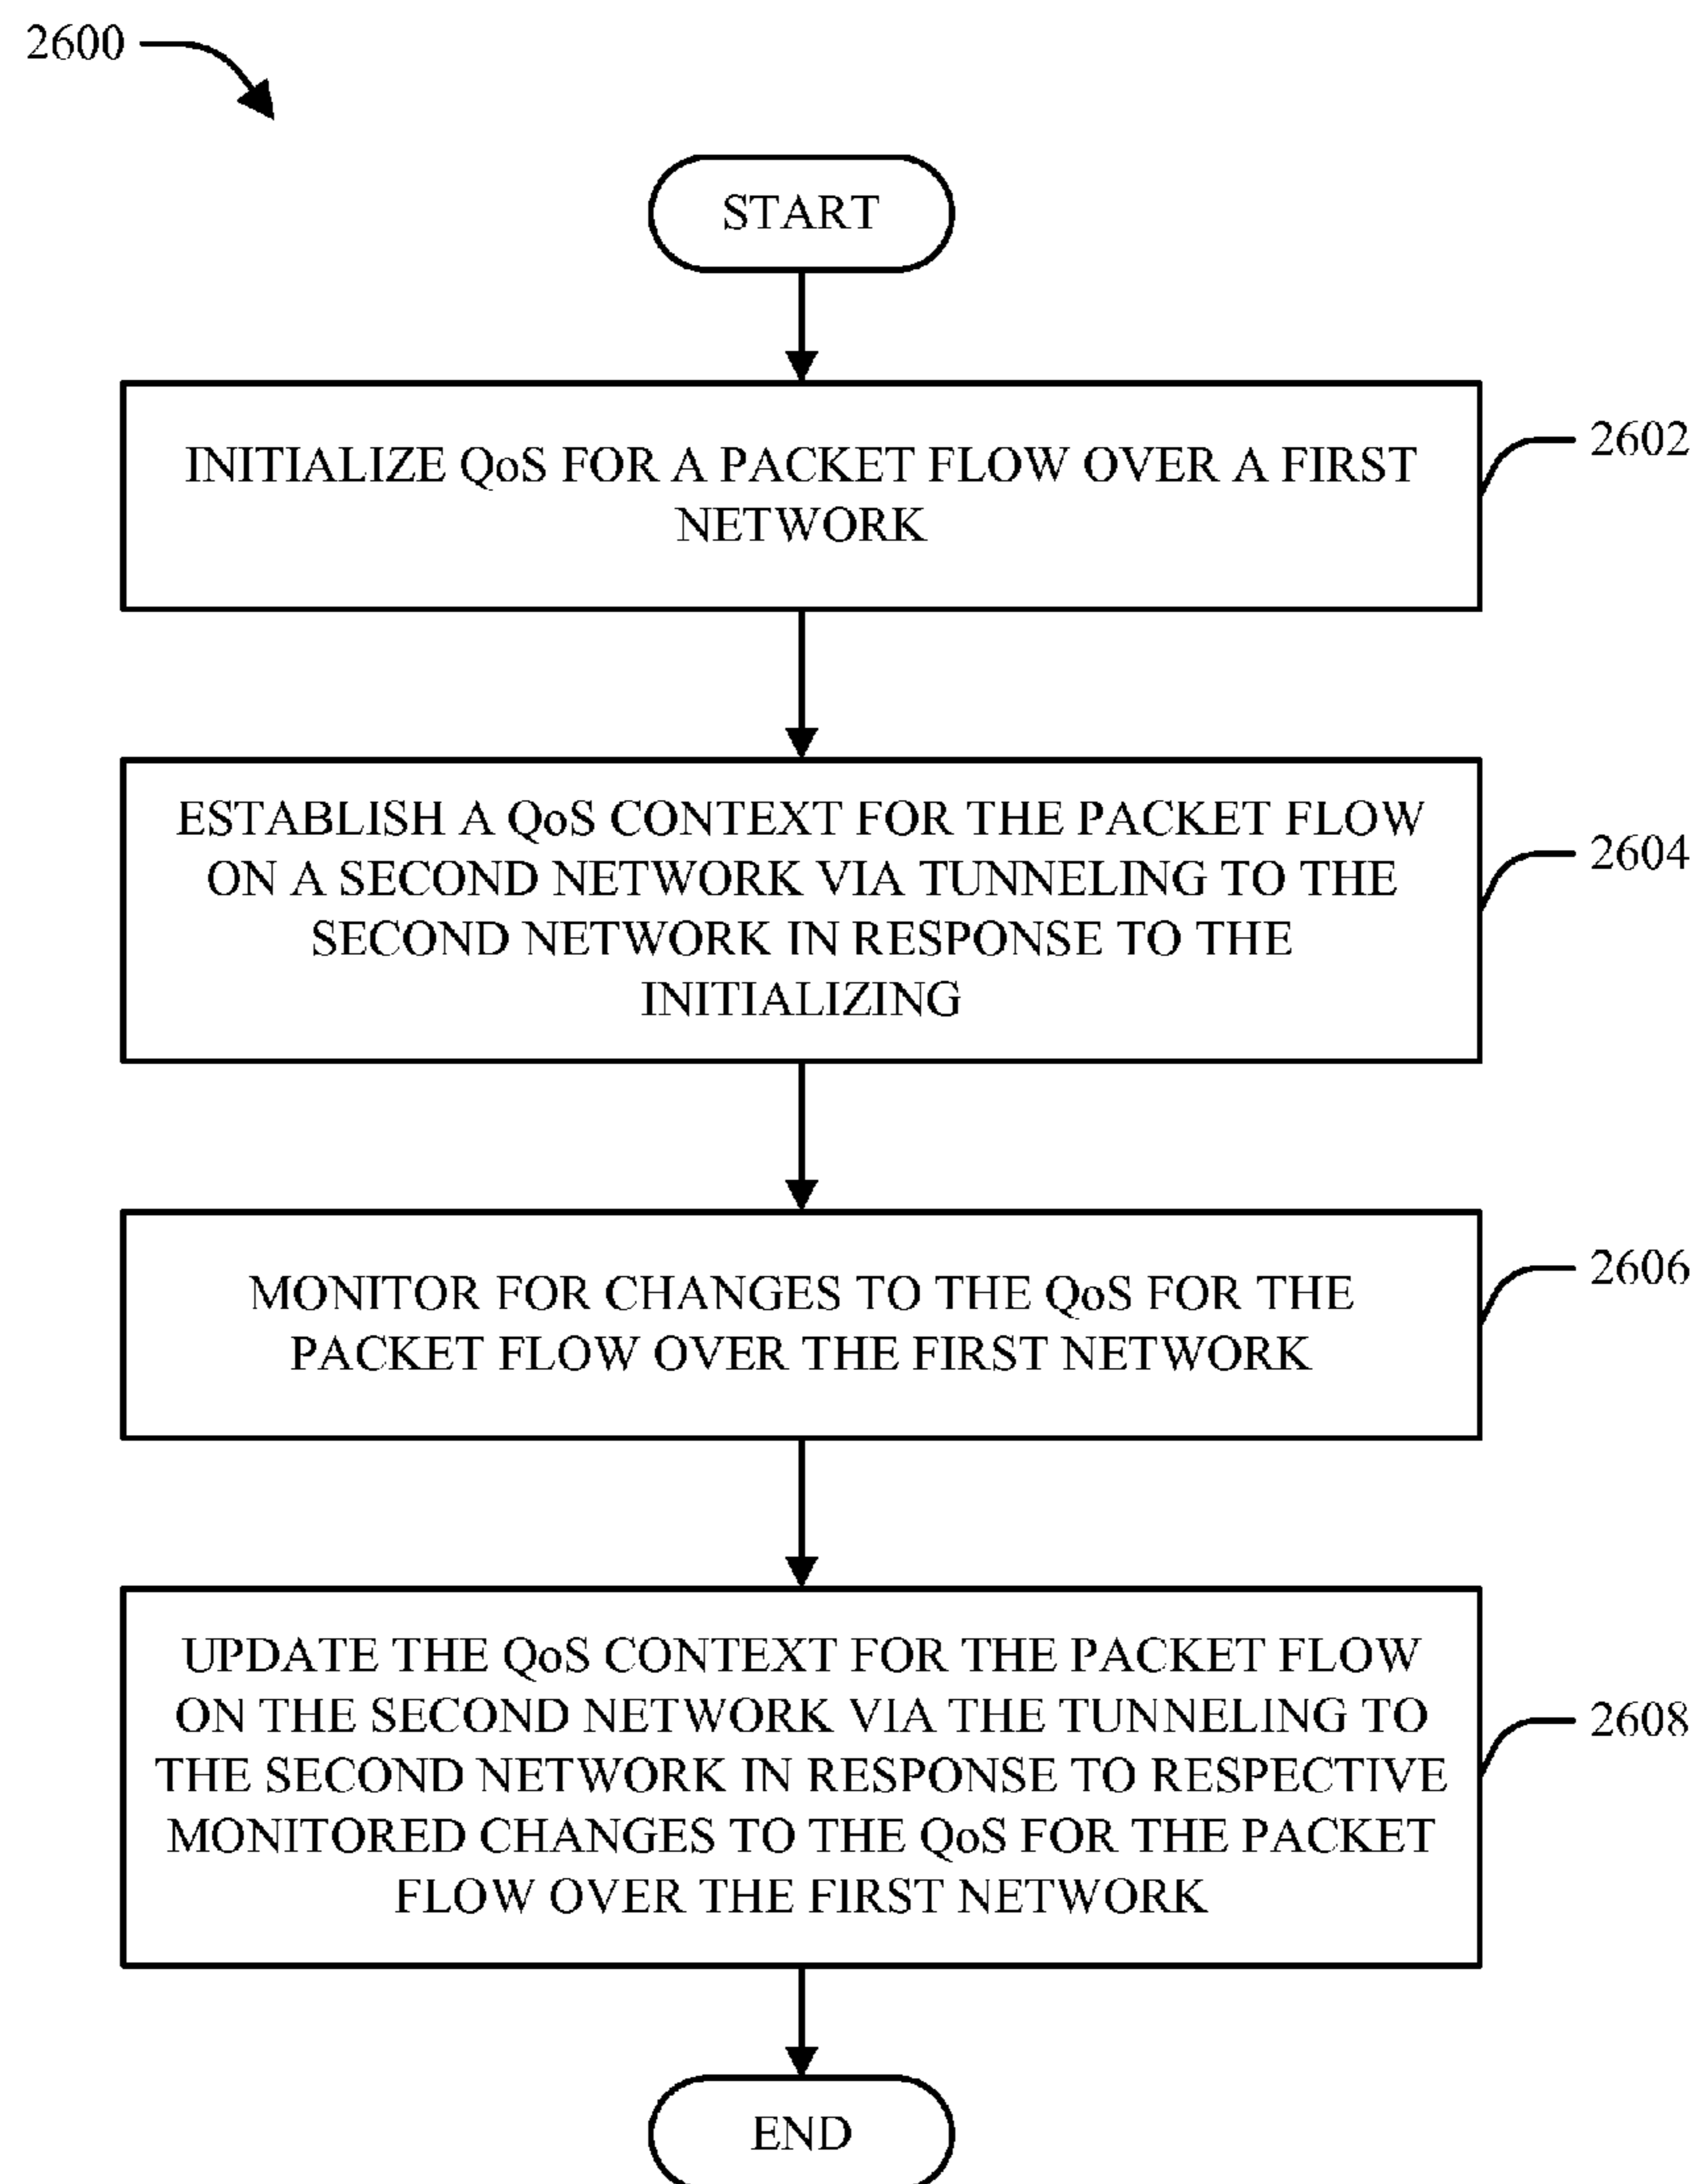 2600
START
INITIALIZE QoS FOR A PACKET FLOW OVER A FIRST
NETWORK
2602
ESTABLISH A QoS CONTEXT FOR THE PACKET FLOW
ON A SECOND NETWORK VIA TUNNELING TO THE
SECOND NETWORK IN RESPONSE TO THE
INITIALIZING
2604
MONITOR FOR CHANGES TO THE QoS FOR THE
PACKET FLOW OVER THE FIRST NETWORK
2606
UPDATE THE QoS CONTEXT FOR THE PACKET FLOW
ON THE SECOND NETWORK VIA THE TUNNELING TO
THE SECOND NETWORK IN RESPONSE TO RESPECTIVE
MONITORED CHANGES TO THE QoS FOR THE PACKET
FLOW OVER THE FIRST NETWORK
2608
END